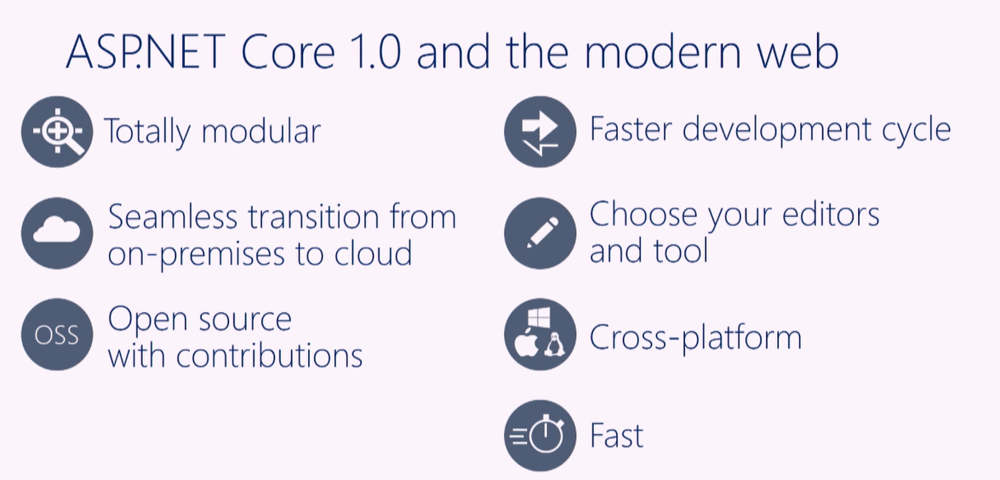 ASP.NET Core 1.0 and the modern web
Totally modular
Seamless transition from
on-premises to cloud
OSS
Open source
with contributions
Faster development cycle
Choose your editors
and tool
Cross-platform
Fast